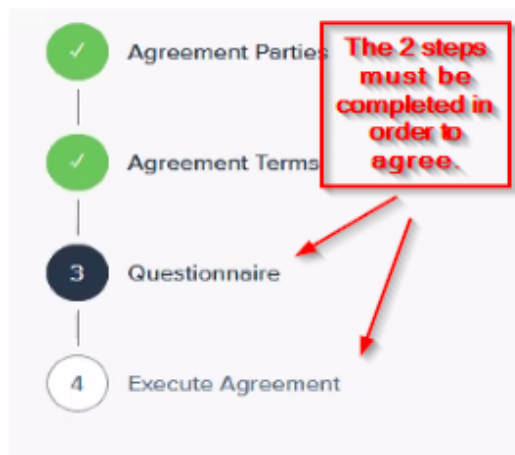 Agreement Parties
The 2 steps
must be
completed in
order to
agree.
Agreement Terms
3
Questionnaire
4
Execute Agreement